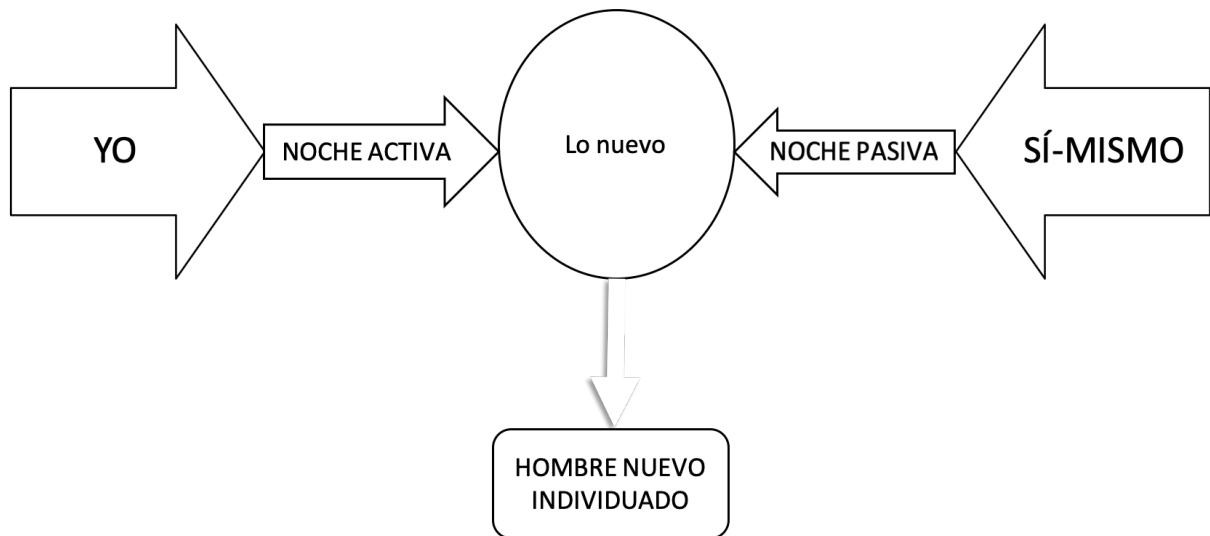 YO
NOCHE ACTIVA
Lo nuevo
NOCHE PASIVA
SÍ-MISMO
HOMBRE NUEVO
INDIVIDUADO